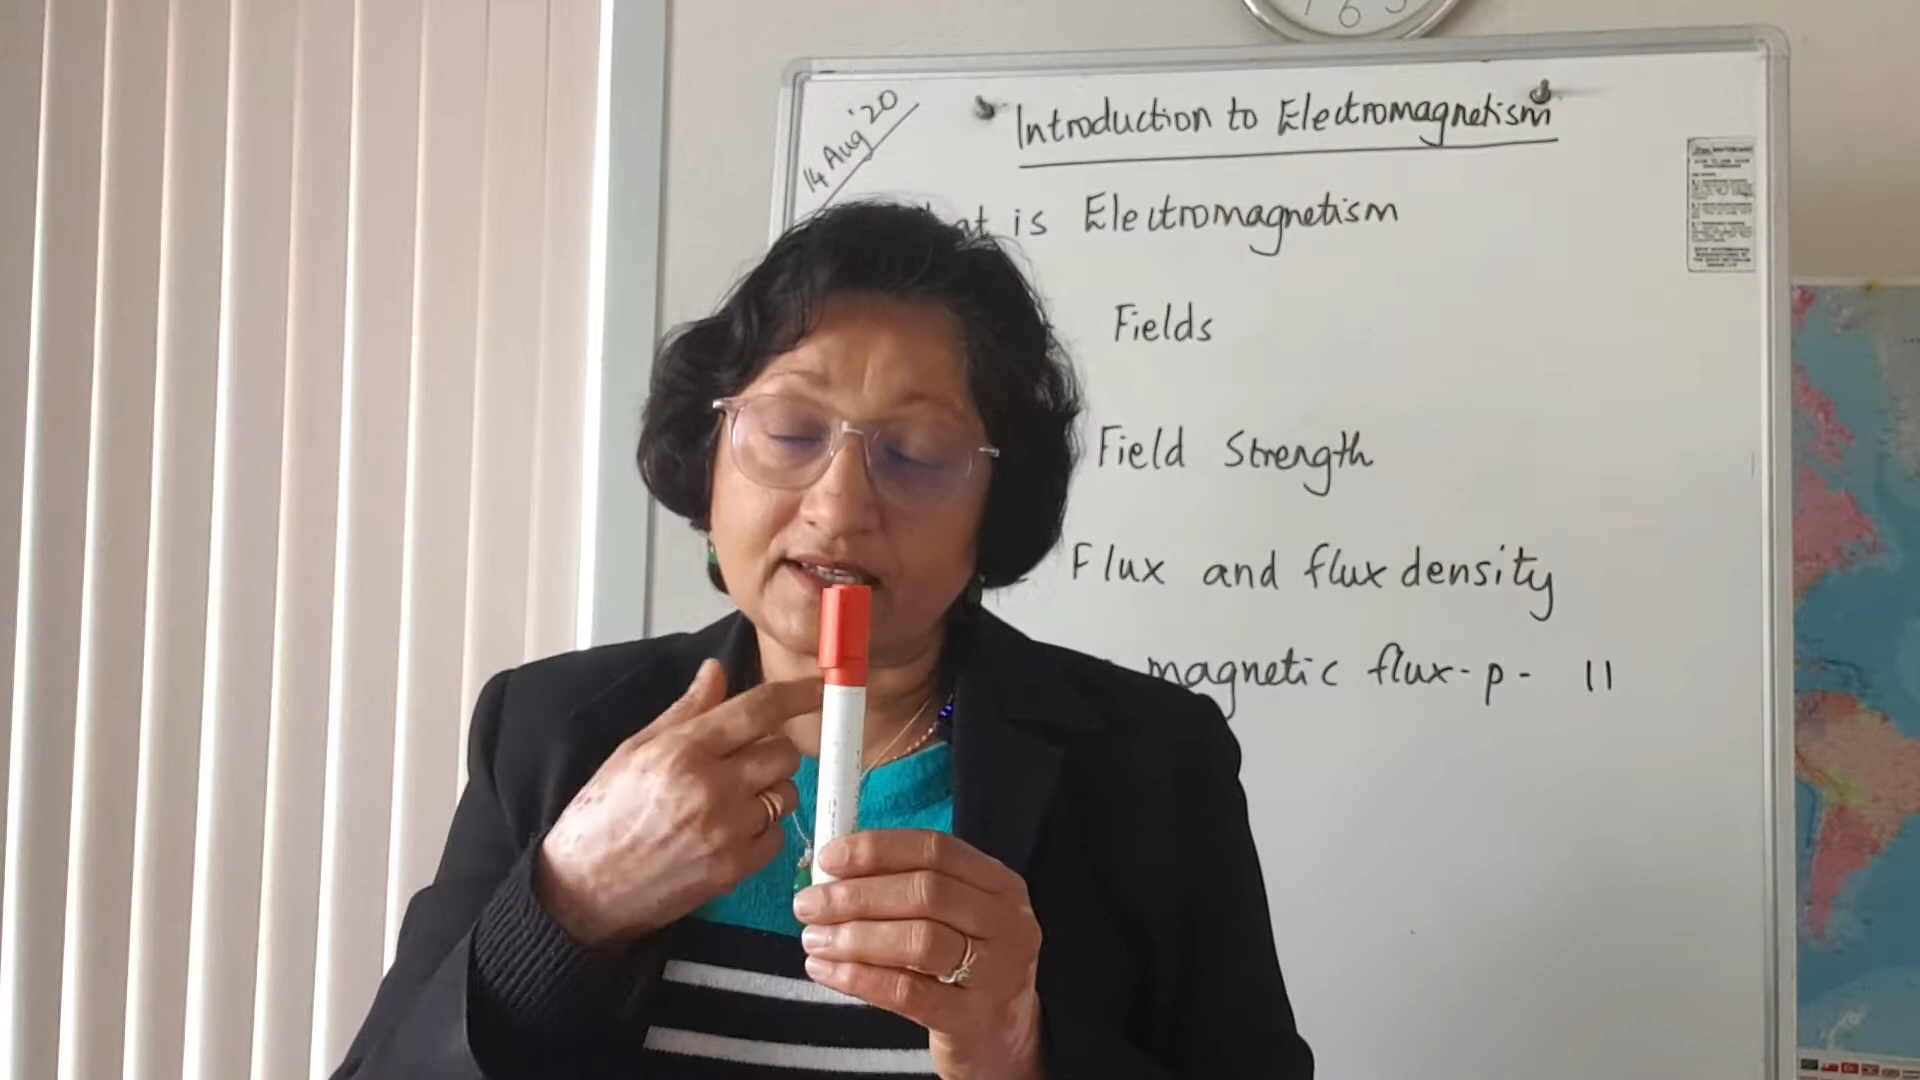 14 Aug '20
Introduction to Electromagnetism
is Electromagnetism
Fields
Field Strength
Flux and flux density
magnetic flux - p - 11